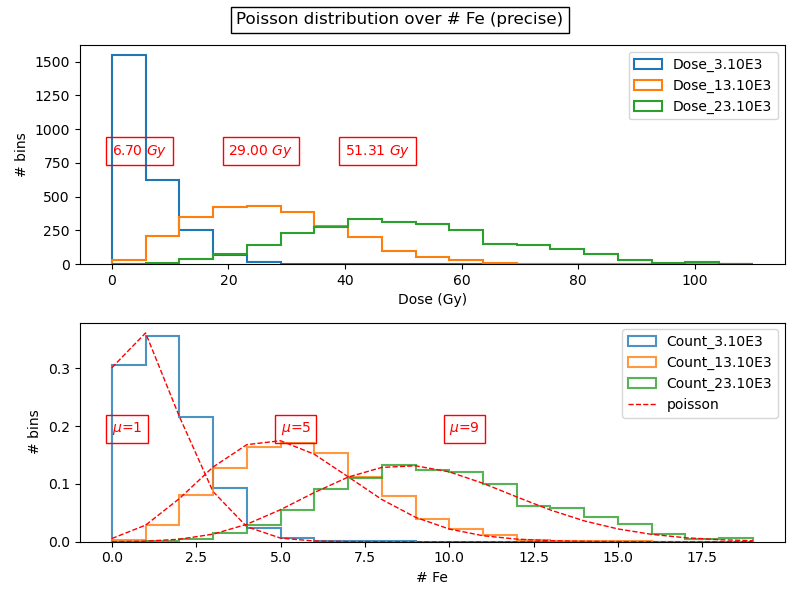 Poisson distribution over # Fe (precise)
# bins
1500
1250
1000
750
500
250
0
6.70 Gy
29.00 Gy
51.31 Gy
Dose_3.10E3
Dose_13.10E3
Dose_23.10E3
0 20 40 60 80 100
Dose (Gy)
# bins
0.3
0.2
0.1
0.0
μ=1
μ=5
μ=9
Count_3.10E3
Count_13.10E3
Count_23.10E3
poisson
0.0 2.5 5.0 7.5 10.0 12.5 15.0 17.5
# Fe